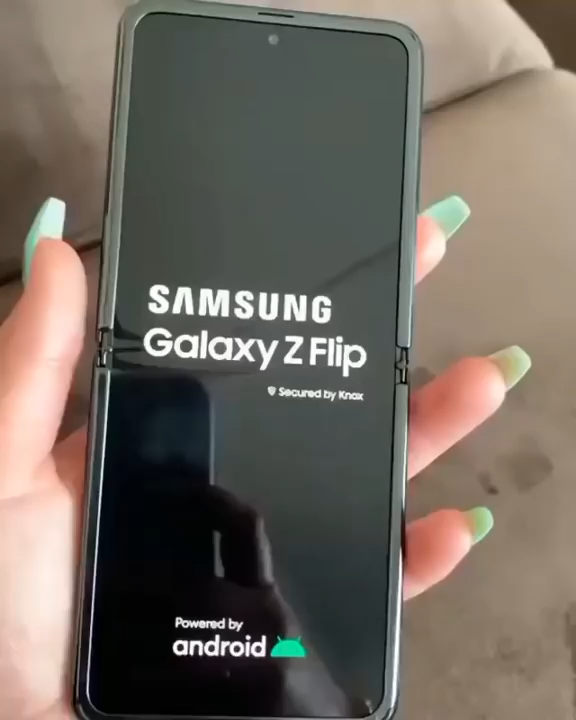 SAMSUNG
Galaxy Z Flip
Secured by Knox
Powered by
android